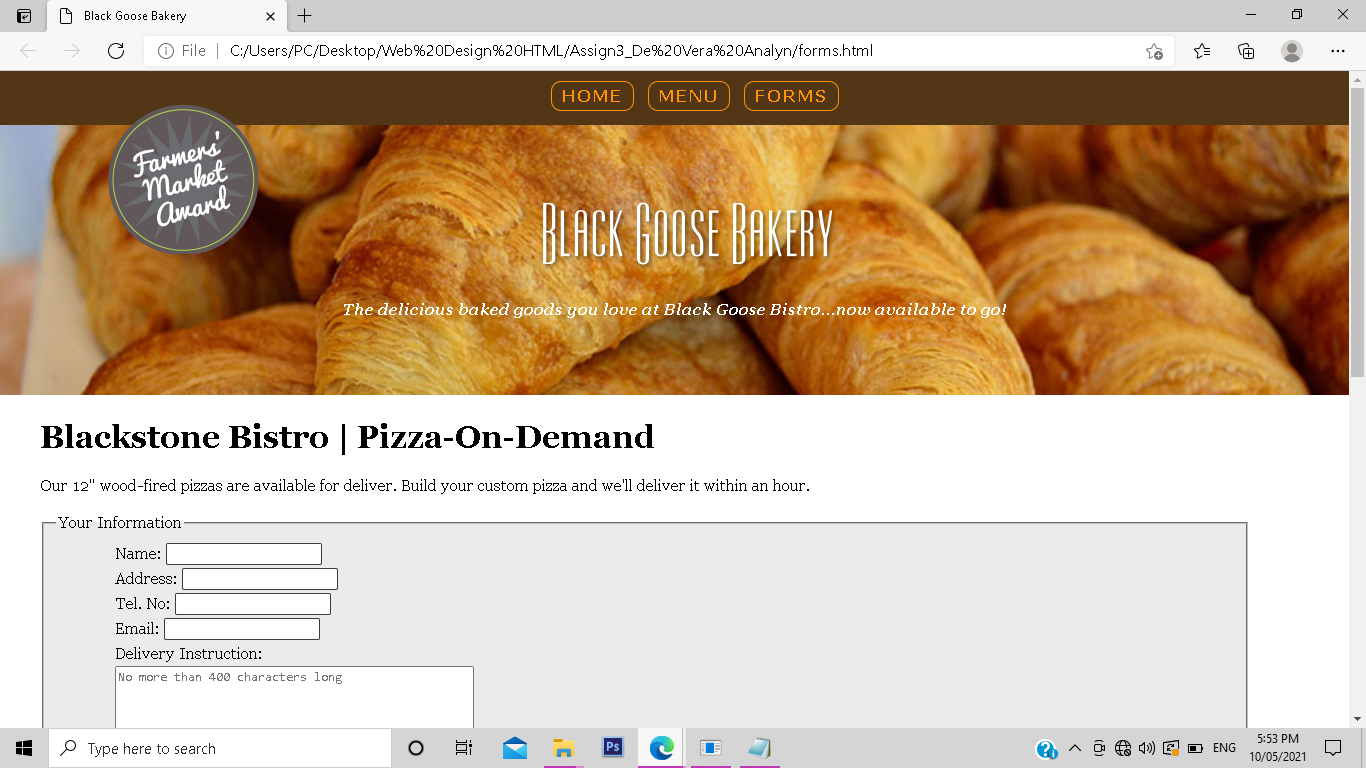 Black Goose Bakery
File
C:/Users/PC/Desktop/Web%20Design%20HTML/Assign3_De%20Vera%20Analyn/forms.html
HOME MENU FORMS
Farmers'
Market
Award
Black Goose Bakery
The delicious baked goods you love at Black Goose Bistro...now available to go!
Blackstone Bistro | Pizza-On-Demand
Our 12" wood-fired pizzas are available for deliver. Build your custom pizza and we'll deliver it within an hour.
Your Information
Name:
Address:
Tel. No:
Email:
Delivery Instruction:
No more than 400 characters long
Type here to search
Ps
ENG
5:53 PM
10/05/2021